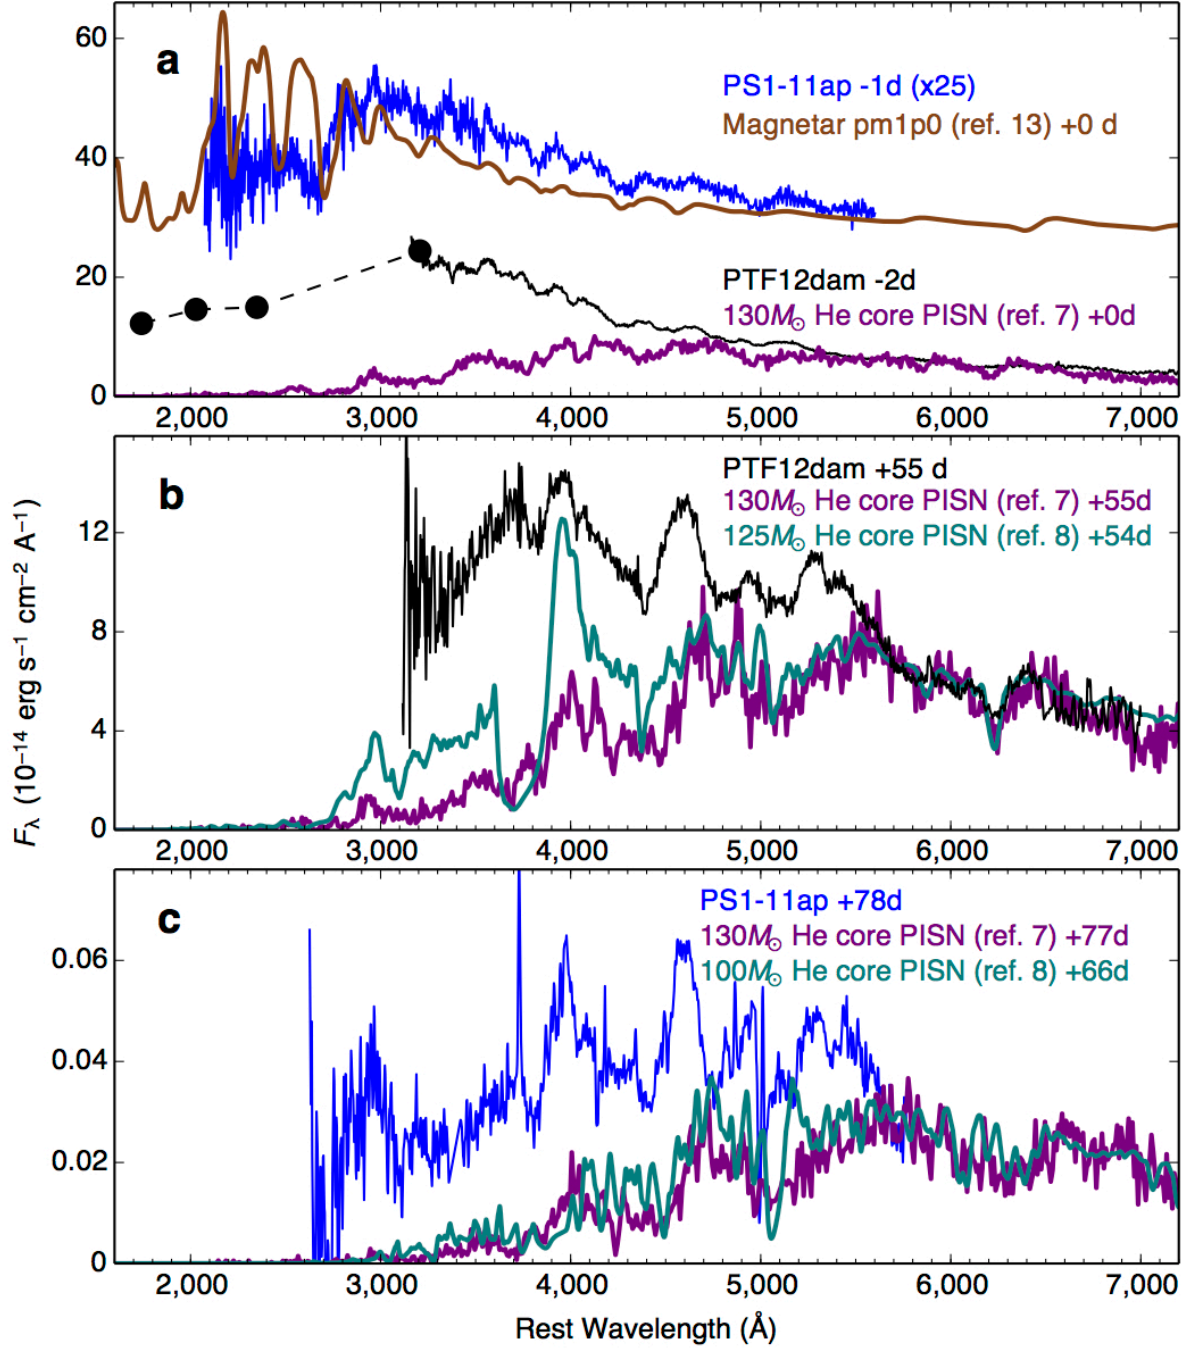 60
40
20
0
a
PS1-11ap -1d (x25)
Magnetar pm1p0 (ref. 13) +0 d
PTF12dam -2d
130M☉ He core PISN (ref. 7) +0d
2,000 3,000 4,000 5,000 6,000 7,000
12
8
4
0
b
PTF12dam +55 d
130M☉ He core PISN (ref. 7) +55d
125M☉ He core PISN (ref. 8) +54d
Fλ (10⁻¹⁴ erg s⁻¹ cm⁻² A⁻¹)
2,000 3,000 4,000 5,000 6,000 7,000
0.06
0.04
0.02
0
c
PS1-11ap +78d
130M☉ He core PISN (ref. 7) +77d
100M☉ He core PISN (ref. 8) +66d
2,000 3,000 4,000 5,000 6,000 7,000
Rest Wavelength (Å)